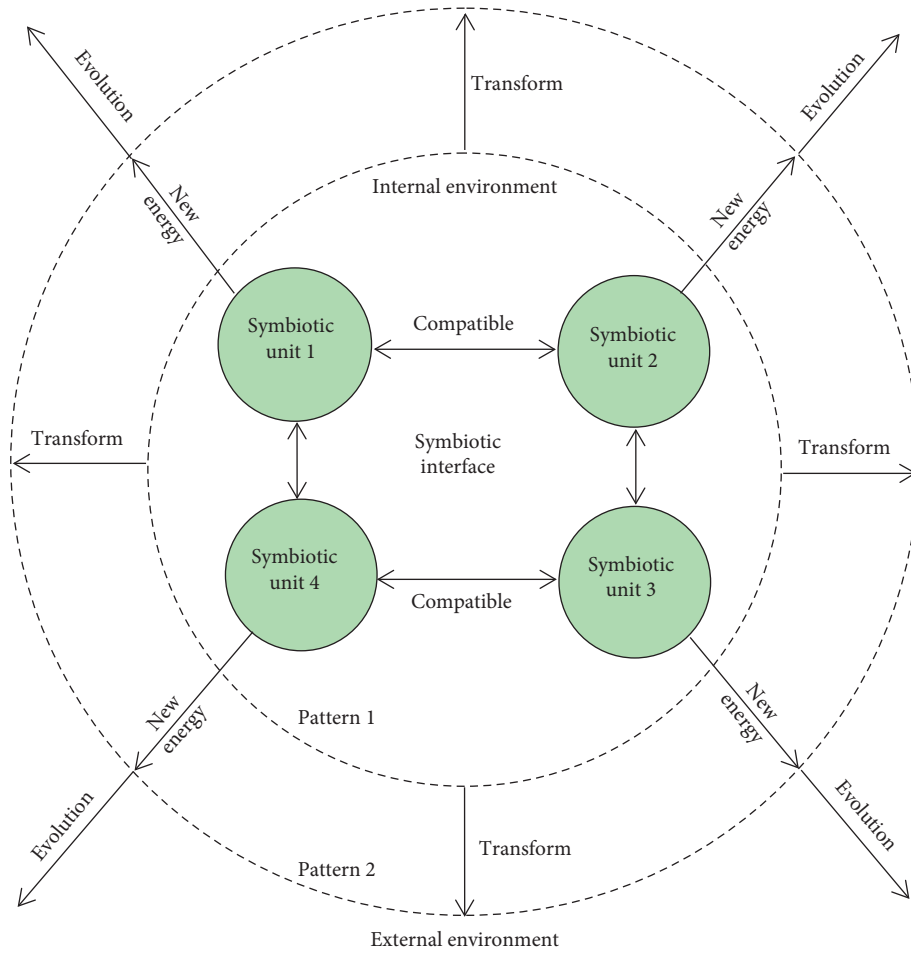 Evolution
Evolution
Transform
Internal environment
New
energy
New
energy
Symbiotic
unit 1
Compatible
Symbiotic
unit 2
Transform
Symbiotic
interface
Transform
Symbiotic
unit 4
Compatible
Symbiotic
unit 3
New
energy
Pattern 1
New
energy
Evolution
Pattern 2
Transform
Evolution
External environment